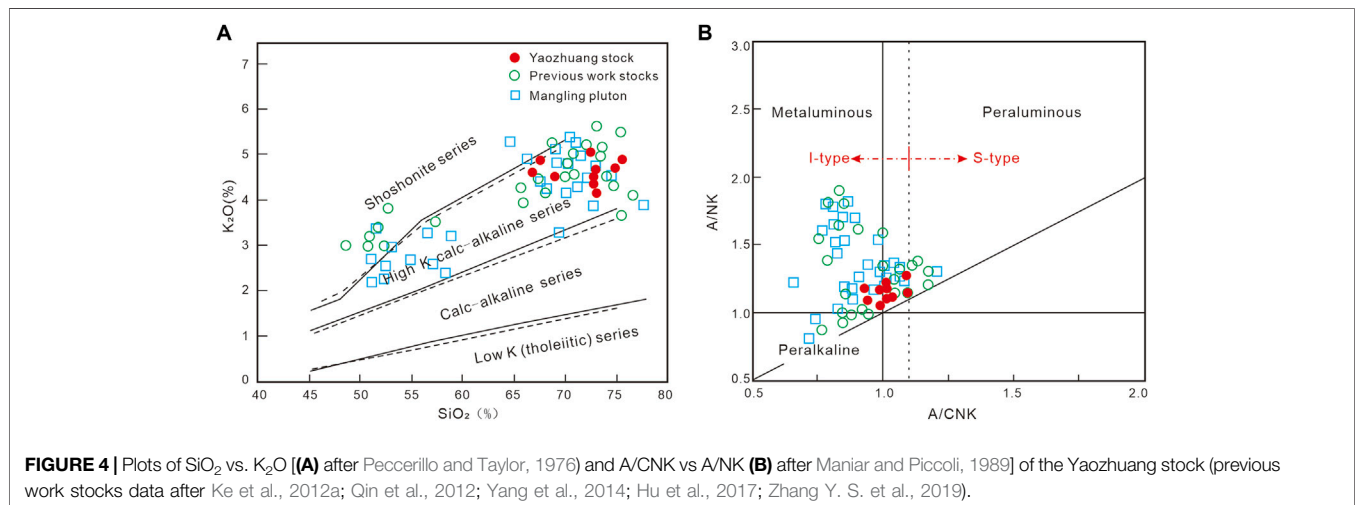 A
7
6
5
4
3
2
1
0
K₂O(%)
40 45 50 55 60 65 70 75 80
SiO₂ (%)
Yaozhuang stock
Previous work stocks
Mangling pluton
Shoshonite series
High K calc-alkaline series
Calc-alkaline series
Low K (tholeiitic) series
B
3.0
2.5
2.0
1.5
1.0
0.5
A/NK
0.5 1.0 1.5 2.0
A/CNK
Metaluminous Peraluminous
I-type S-type
Peralkaline
FIGURE 4 | Plots of SiO₂ vs. K₂O [(A) after Peccerillo and Taylor, 1976) and A/CNK vs A/NK (B) after Maniar and Piccoli, 1989] of the Yaozhuang stock (previous
work stocks data after Ke et al., 2012a; Qin et al., 2012; Yang et al., 2014; Hu et al., 2017; Zhang Y. S. et al., 2019).